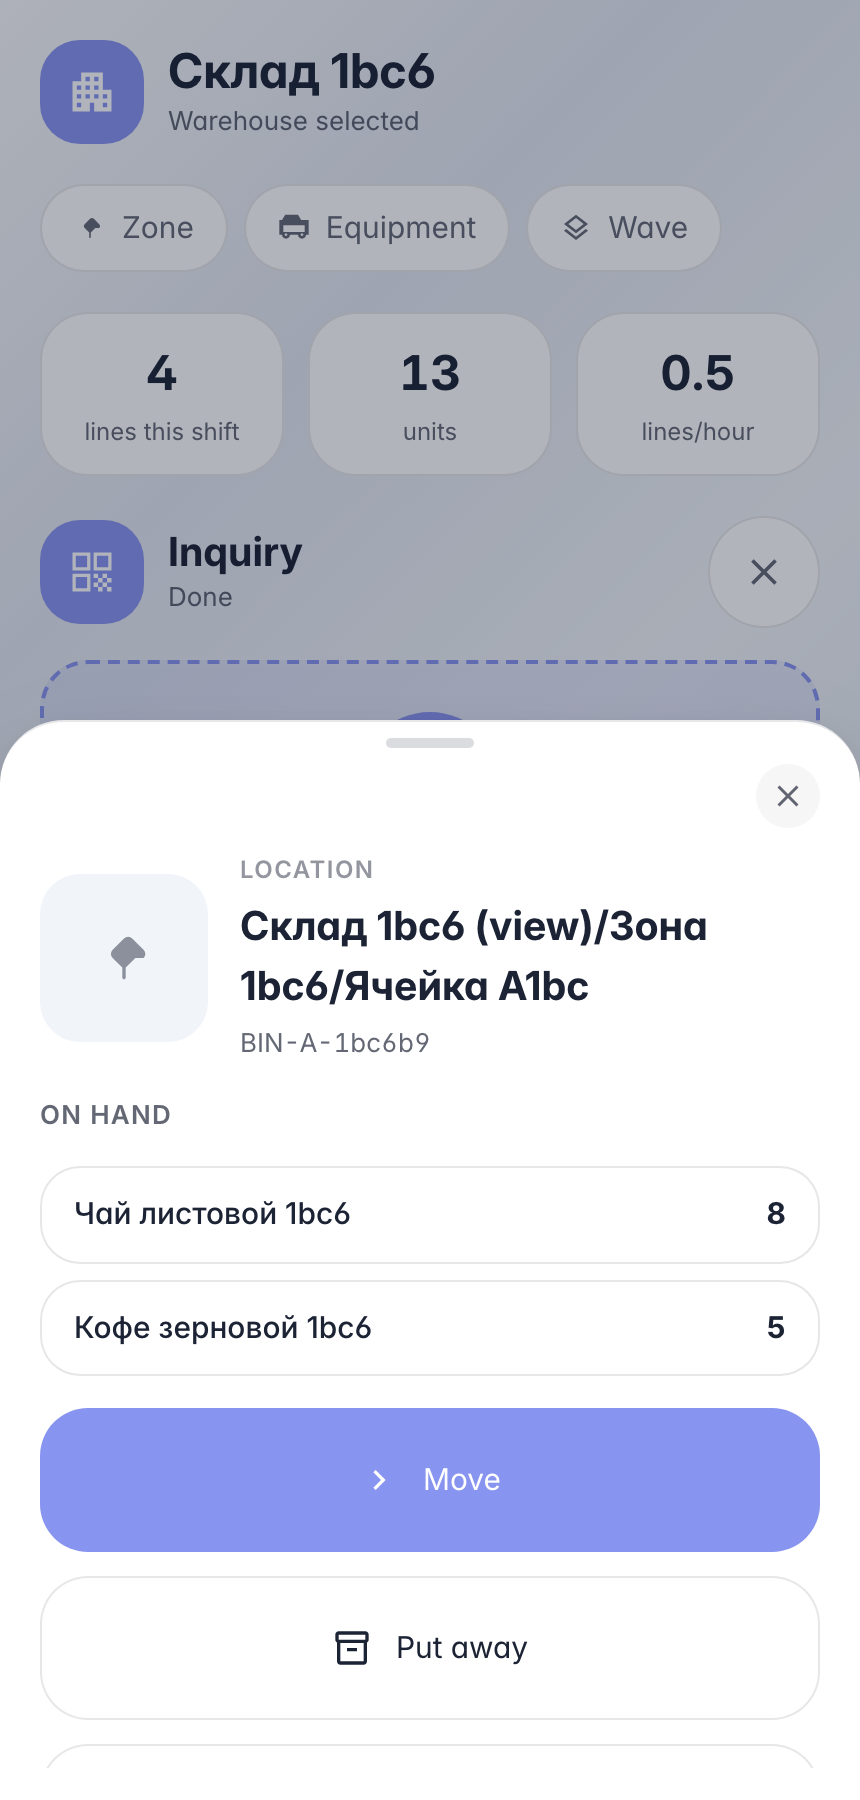 Склад 1bc6
Warehouse selected
Zone
Equipment
Wave
4
lines this shift
13
units
0.5
lines/hour
Inquiry
Done
LOCATION
Склад 1bc6 (view)/Зона
1bc6/Ячейка A1bc
BIN-A-1bc6b9
ON HAND
Чай листовой 1bc6
8
Кофе зерновой 1bc6
5
Move
Put away